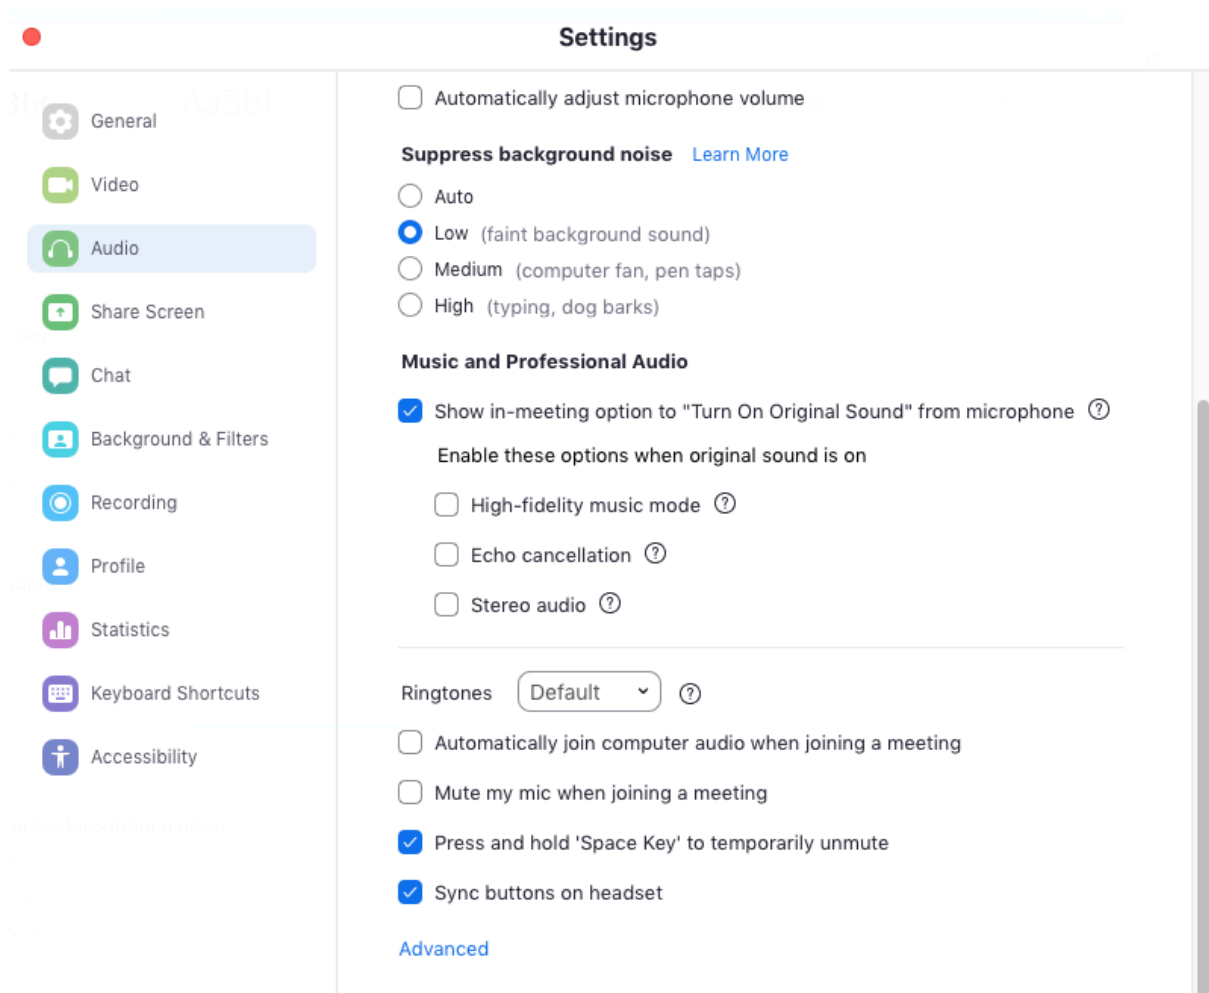 Settings
General
Video
Audio
Share Screen
Chat
Background & Filters
Recording
Profile
Statistics
Keyboard Shortcuts
Accessibility
Automatically adjust microphone volume
Suppress background noise Learn More
Auto
Low (faint background sound)
Medium (computer fan, pen taps)
High (typing, dog barks)
Music and Professional Audio
Show in-meeting option to "Turn On Original Sound" from microphone ?
Enable these options when original sound is on
High-fidelity music mode ?
Echo cancellation ?
Stereo audio ?
Ringtones Default ?
Automatically join computer audio when joining a meeting
Mute my mic when joining a meeting
Press and hold 'Space Key' to temporarily unmute
Sync buttons on headset
Advanced